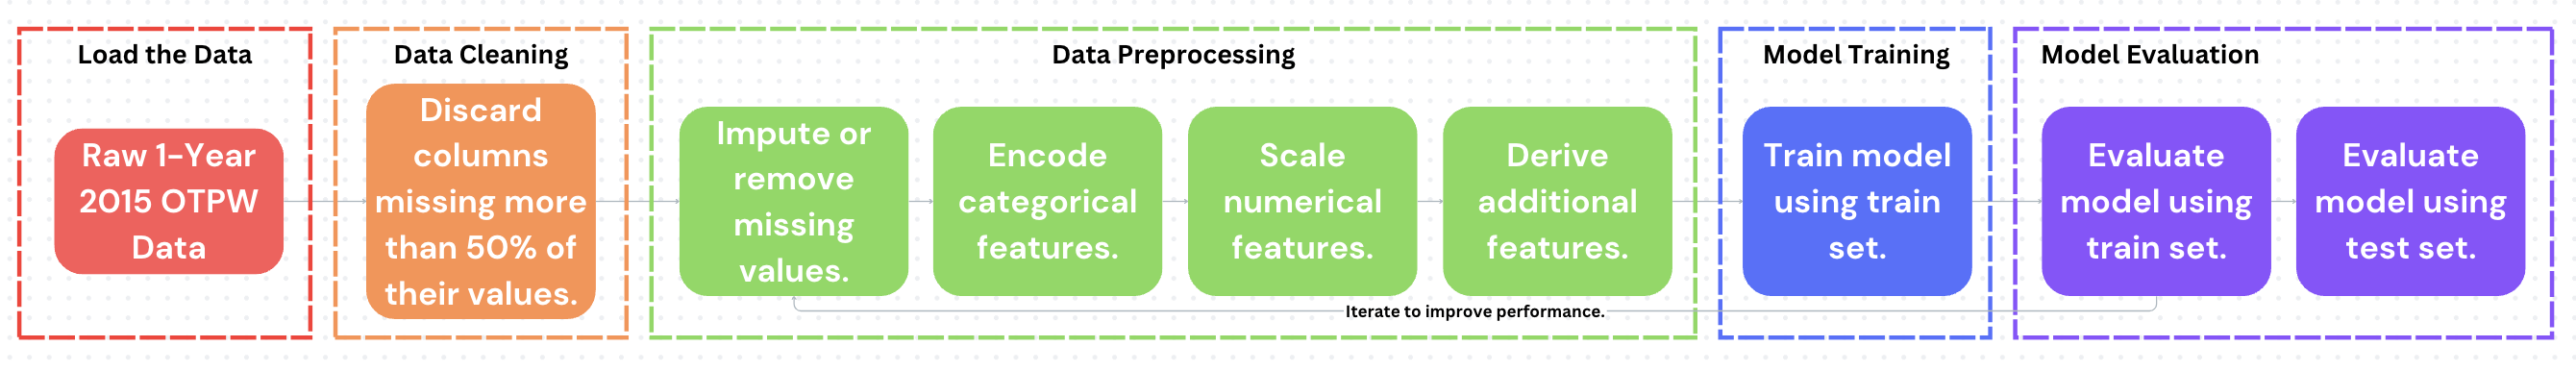 Load the Data
Raw 1-Year
2015 OTPW
Data
Data Cleaning
Discard
columns
missing more
than 50% of
their values.
Data Preprocessing
Impute or
remove
missing
values.
Encode
categorical
features.
Scale
numerical
features.
Derive
additional
features.
Iterate to improve performance.
Model Training
Train model
using train
set.
Model Evaluation
Evaluate
model using
train set.
Evaluate
model using
test set.